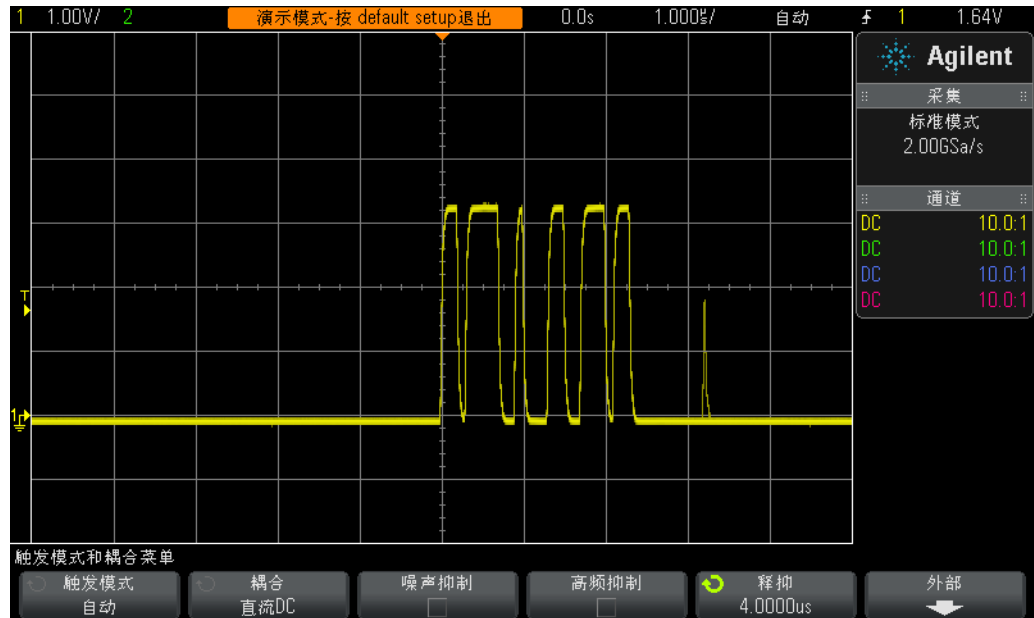 1 1.00V/ 2 演示模式-按 default setup退出 0.0s 1.000µs/ 自动 1 1.64V
Agilent
采集
标准模式
2.00GSa/s
通道
DC 10.0:1
DC 10.0:1
DC 10.0:1
DC 10.0:1
T
1
触发模式和耦合菜单
触发模式 耦合 噪声抑制 高频抑制 释抑 外部
自动 直流DC 4.0000us